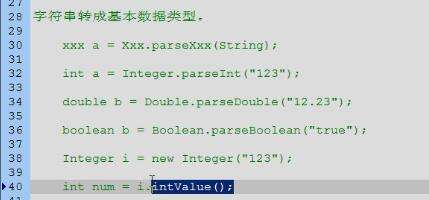 27
28 字符串转成基本数据类型。
29
30 xxx a = Xxx.parseXxx(String);
31
32 int a = Integer.parseInt("123");
33
34 double b = Double.parseDouble("12.23");
35
36 boolean b = Boolean.parseBoolean("true");
37
38 Integer i = new Integer("123");
39
40 int num = i.intValue();
41